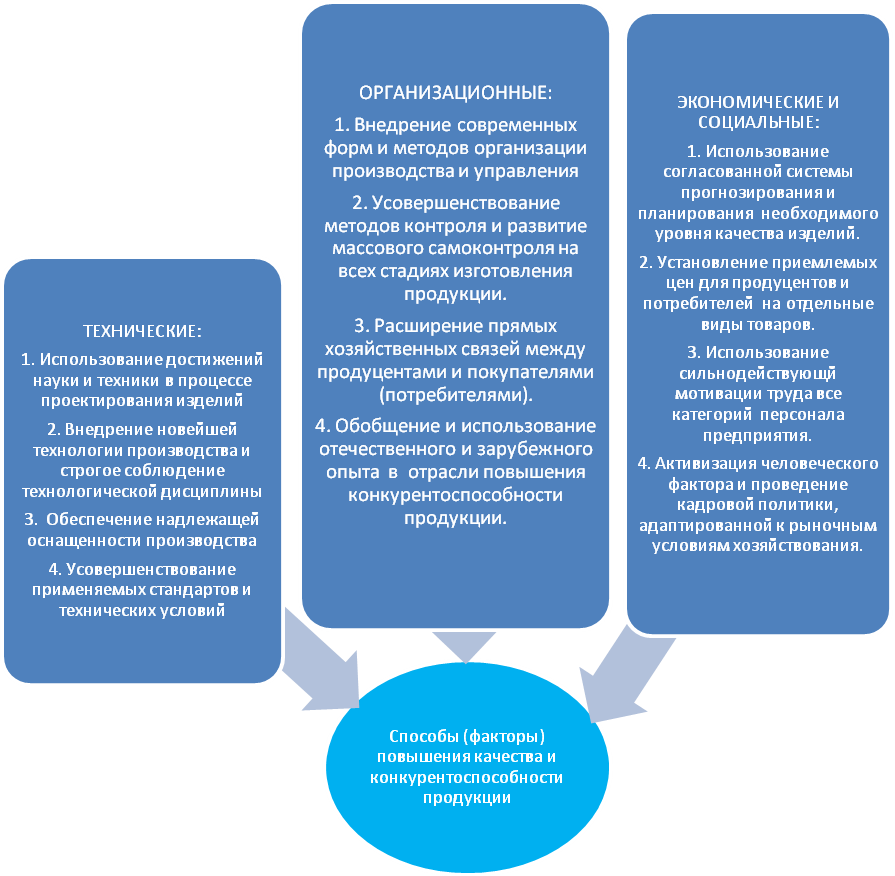 ТЕХНИЧЕСКИЕ:
1. Использование достижений
науки и техники в процессе
проектирования изделий
2. Внедрение новейшей
технологии производства и
строгое соблюдение
технологической дисциплины
3. Обеспечение надлежащей
оснащенности производства
4. Усовершенствование
применяемых стандартов и
технических условий
ОРГАНИЗАЦИОННЫЕ:
1. Внедрение современных
форм и методов организации
производства и управления
2. Усовершенствование
методов контроля и развитие
массового самоконтроля на
всех стадиях изготовления
продукции.
3. Расширение прямых
хозяйственных связей между
продуцентами и покупателями
(потребителями).
4. Обобщение и использование
отечественного и зарубежного
опыта в отрасли повышения
конкурентоспособности
продукции.
ЭКОНОМИЧЕСКИЕ И
СОЦИАЛЬНЫЕ:
1. Использование
согласованной системы
прогнозирования и
планирования необходимого
уровня качества изделий.
2. Установление приемлемых
цен для продуцентов и
потребителей на отдельные
виды товаров.
3. Использование
сильнодействующй
мотивации труда все
категорий персонала
предприятия.
4. Активизация человеческого
фактора и проведение
кадровой политики,
адаптированной к рыночным
условиям хозяйствования.
Способы (факторы)
повышения качества и
конкурентоспособности
продукции